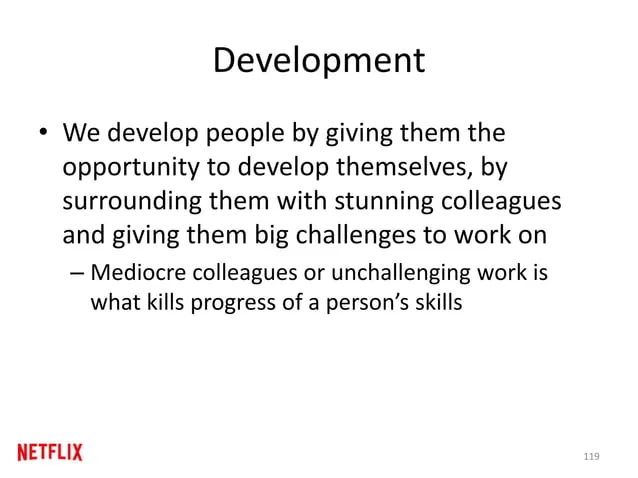 Development
• We develop people by giving them the
opportunity to develop themselves, by
surrounding them with stunning colleagues
and giving them big challenges to work on
– Mediocre colleagues or unchallenging work is
what kills progress of a person’s skills
NETFLIX
119